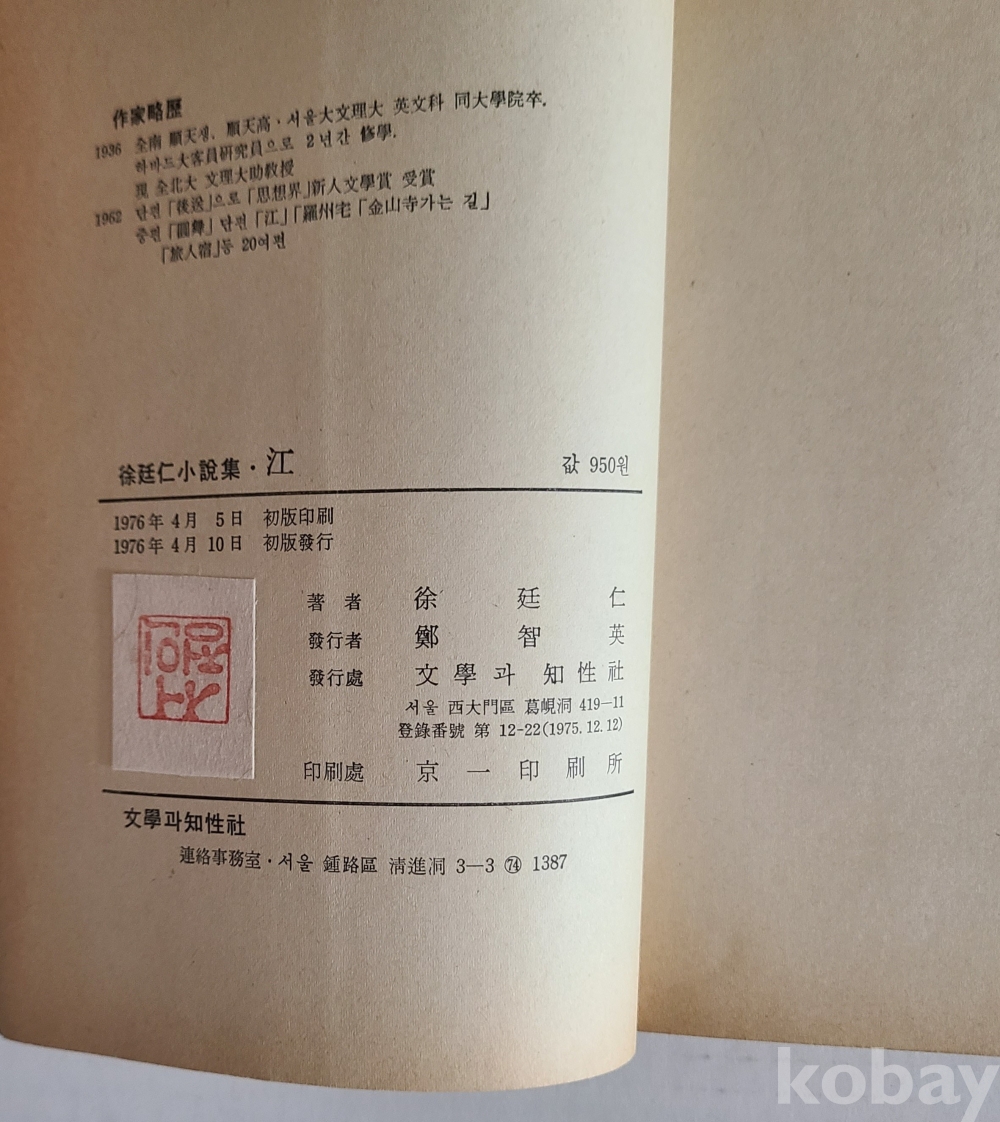 作家略歷
1936 全南 順天생. 順天高·서울大文理大 英文科 同大學院卒.
하바드大客員硏究員으로 2년간 修學.
現 全北大 文理大助敎授
1962 단편「後送」으로「思想界」新人文學賞 受賞
중편「圓舞」단편「江」「羅州宅「金山寺가는 길」
「旅人宿」등 20여편
徐廷仁小說集·江 값 950원
1976年 4月 5日 初版印刷
1976年 4月 10日 初版發行
著者 徐廷仁
發行者 鄭智英
發行處 文學과 知性社
서울 西大門區 葛峴洞 419—11
登錄番號 第 12-22(1975.12.12)
印刷處 京一印刷所
文學과知性社
連絡事務室·서울 鍾路區 淸進洞 3—3 ㉔ 1387
kobay